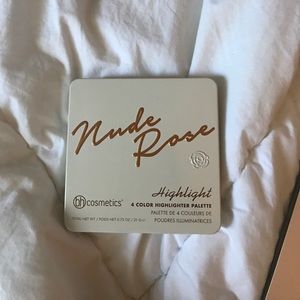 Nude
Rose
Highlight
bh cosmetics®
4 COLOR HIGHLIGHTER PALETTE
PALETTE DE 4 COULEURS DE
POUDRES ILLUMINATRICES